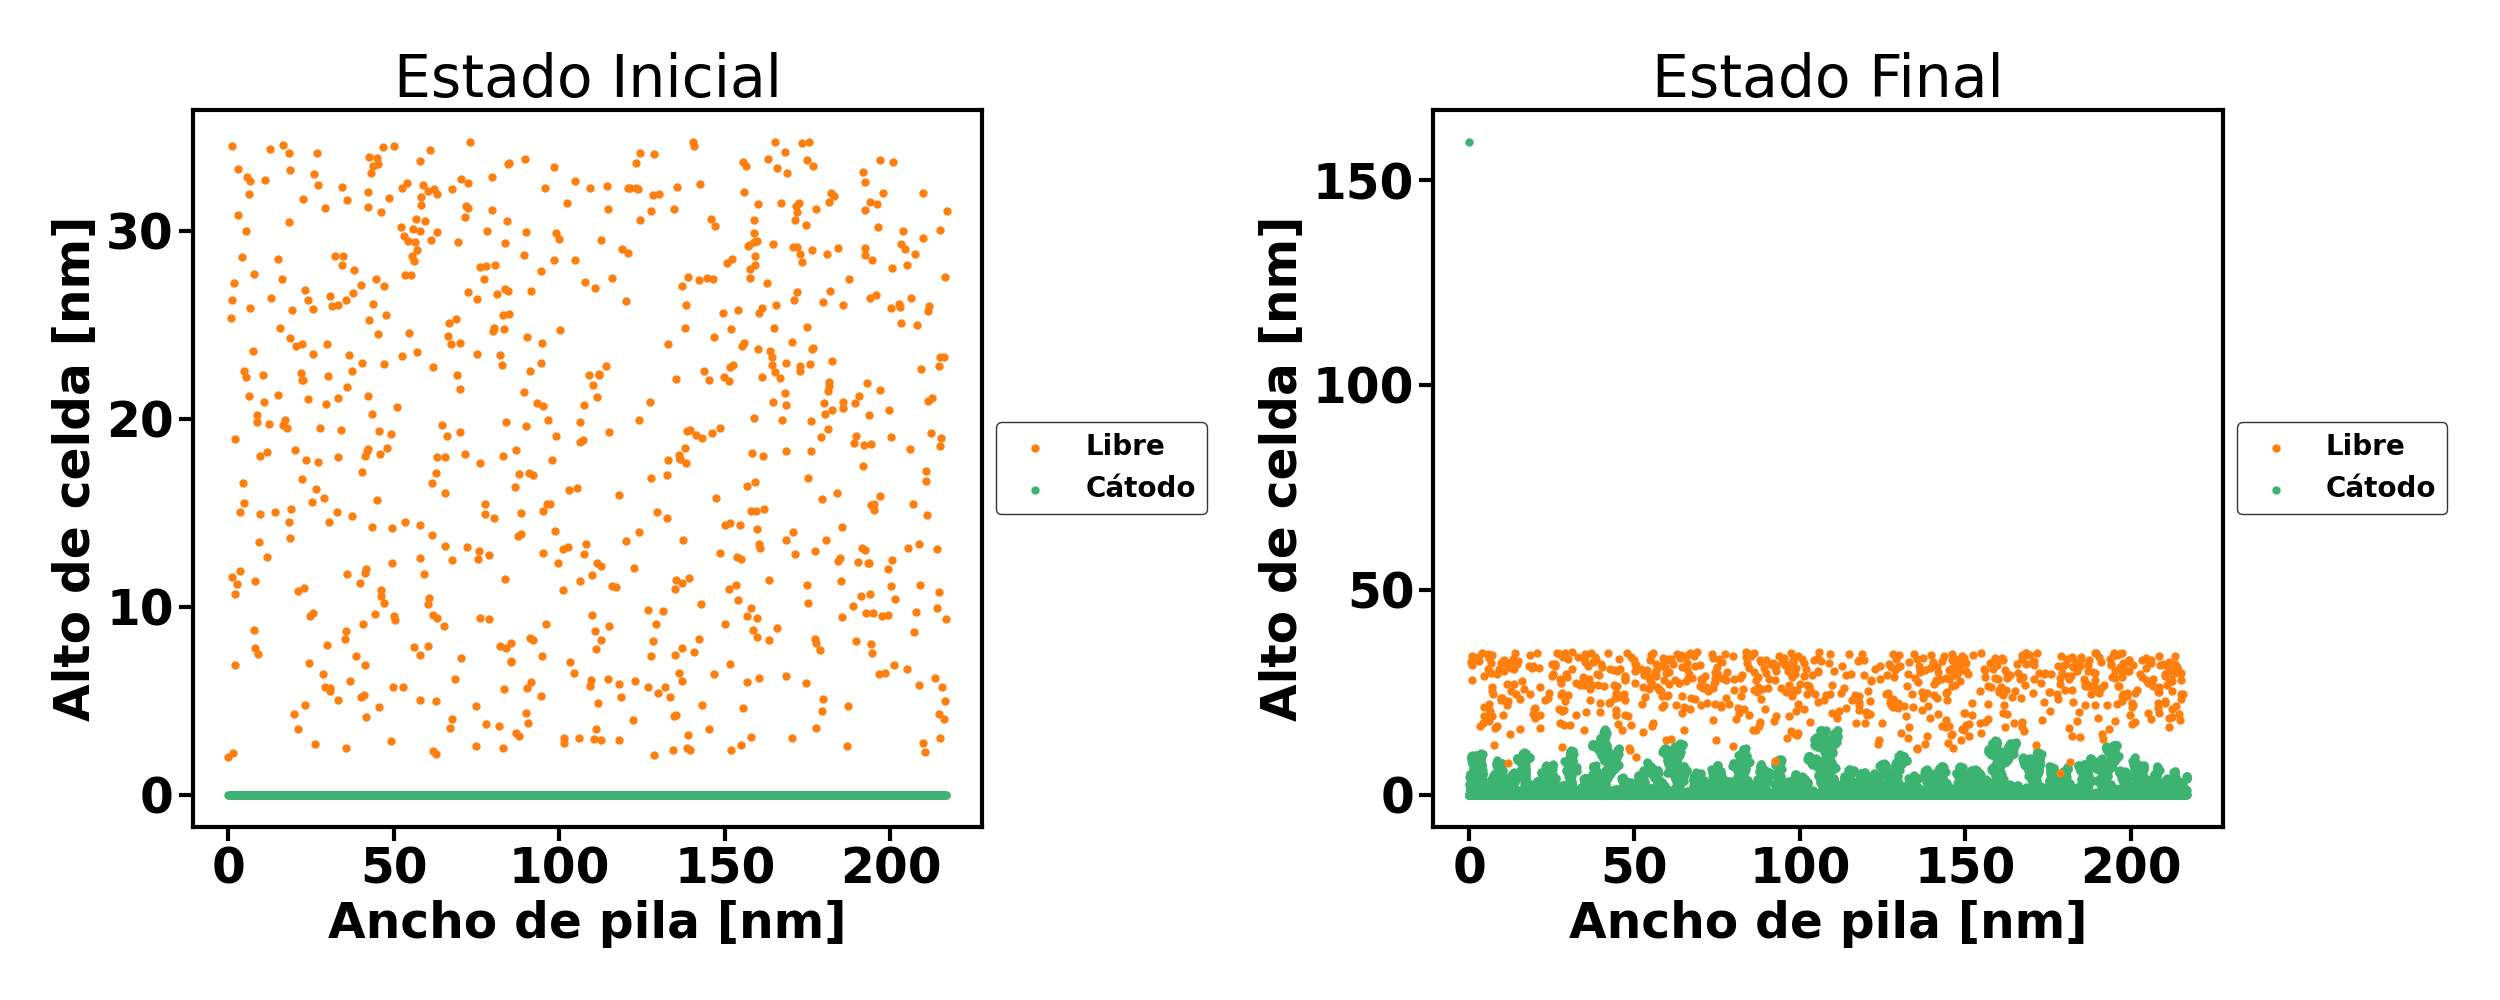 Estado Inicial
Alto de celda [nm]
30
20
10
0
0 50 100 150 200
Ancho de pila [nm]
Libre
Cátodo
Estado Final
Alto de celda [nm]
150
100
50
0
0 50 100 150 200
Ancho de pila [nm]
Libre
Cátodo